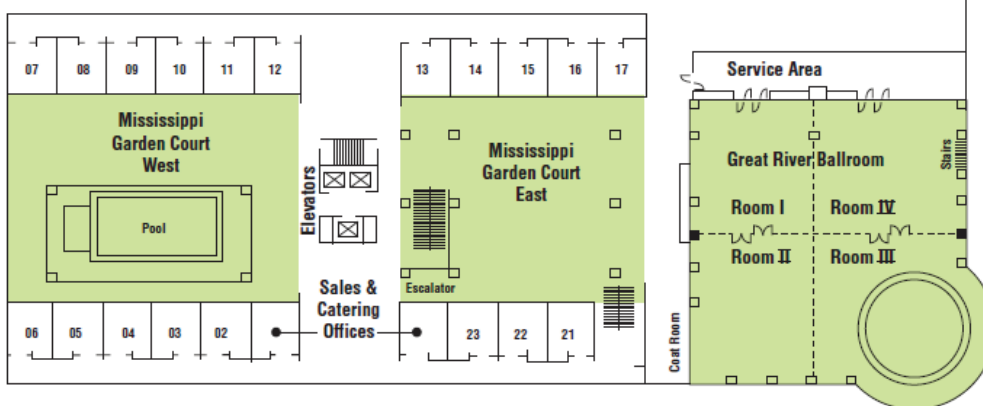 07
08
09
10
11
12
13
14
15
16
17
Service Area
Mississippi
Garden Court
West
Elevators
Mississippi
Garden Court
East
Great River Ballroom
Stairs
Room I
Room IV
Room II
Room III
Pool
Escalator
Sales &
Catering
Offices
Coat Room
06
05
04
03
02
23
22
21